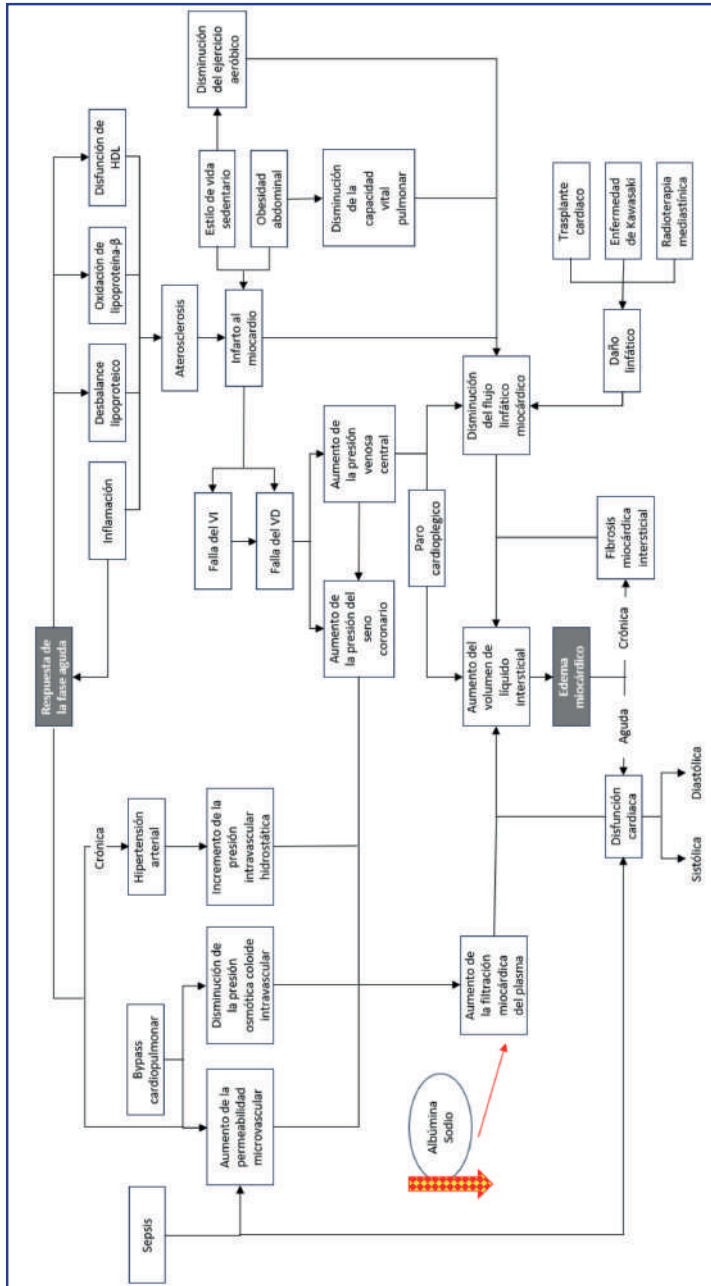 Respuesta de
la fase aguda
Inflamación
Desbalance
lipoproteico
Oxidación de
lipoproteína-β
Disfunción de
HDL
Aterosclerosis
Estilo de vida
sedentario
Disminución
del ejercicio
aeróbico
Obesidad
abdominal
Infarto al
miocardio
Disminución
de la
capacidad
vital
pulmonar
Crónica
Hipertensión
arterial
Incremento de la
presión
intravascular
hidrostática
Bypass
cardiopulmonar
Disminución de
la presión
osmótica coloide
intravascular
Sepsis
Aumento de la
permeabilidad
microvascular
Falla del VI
Falla del VD
Aumento de
la presión
venosa
central
Aumento de
la presión del
seno
coronario
Paro
cardioplegico
Disminución
del flujo
linfático
miocárdico
Trasplante
cardiaco
Enfermedad
de Kawasaki
Radioterapia
mediastínica
Daño
linfático
Albúmina
Sodio
Aumento de
la filtración
miocárdica
del plasma
Aumento del
volumen de
líquido
Intersticial
Edema
miocárdico
Aguda
Crónica
Fibrosis
miocárdica
intersticial
Disfunción
cardiaca
Sistólica
Diastólica